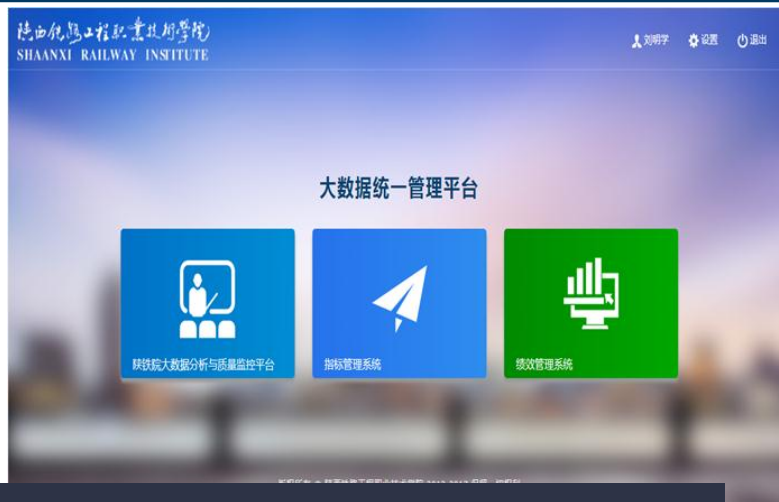 陕西铁路工程职业技术学院
SHAANXI RAILWAY INSTITUTE
刘明学 设置 退出
大数据统一管理平台
陕铁院大数据分析与质量监控平台 指标管理系统 绩效管理系统